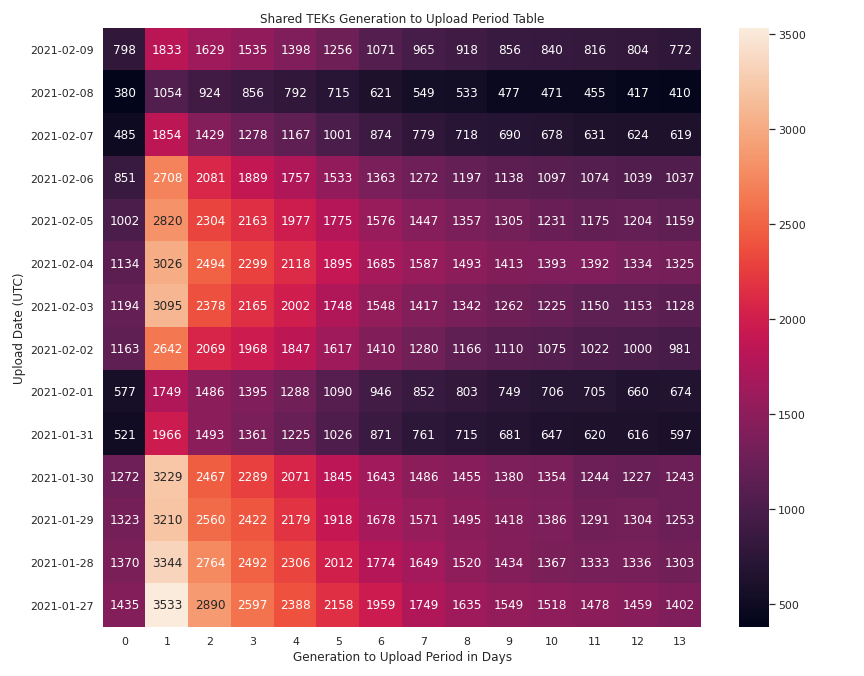 Shared TEKs Generation to Upload Period Table
Upload Date (UTC)
2021-02-09 798 1833 1629 1535 1398 1256 1071 965 918 856 840 816 804 772
2021-02-08 380 1054 924 856 792 715 621 549 533 477 471 455 417 410
2021-02-07 485 1854 1429 1278 1167 1001 874 779 718 690 678 631 624 619
2021-02-06 851 2708 2081 1889 1757 1533 1363 1272 1197 1138 1097 1074 1039 1037
2021-02-05 1002 2820 2304 2163 1977 1775 1576 1447 1357 1305 1231 1175 1204 1159
2021-02-04 1134 3026 2494 2299 2118 1895 1685 1587 1493 1413 1393 1392 1334 1325
2021-02-03 1194 3095 2378 2165 2002 1748 1548 1417 1342 1262 1225 1150 1153 1128
2021-02-02 1163 2642 2069 1968 1847 1617 1410 1280 1166 1110 1075 1022 1000 981
2021-02-01 577 1749 1486 1395 1288 1090 946 852 803 749 706 705 660 674
2021-01-31 521 1966 1493 1361 1225 1026 871 761 715 681 647 620 616 597
2021-01-30 1272 3229 2467 2289 2071 1845 1643 1486 1455 1380 1354 1244 1227 1243
2021-01-29 1323 3210 2560 2422 2179 1918 1678 1571 1495 1418 1386 1291 1304 1253
2021-01-28 1370 3344 2764 2492 2306 2012 1774 1649 1520 1434 1367 1333 1336 1303
2021-01-27 1435 3533 2890 2597 2388 2158 1959 1749 1635 1549 1518 1478 1459 1402
0 1 2 3 4 5 6 7 8 9 10 11 12 13
Generation to Upload Period in Days
3500
3000
2500
2000
1500
1000
500